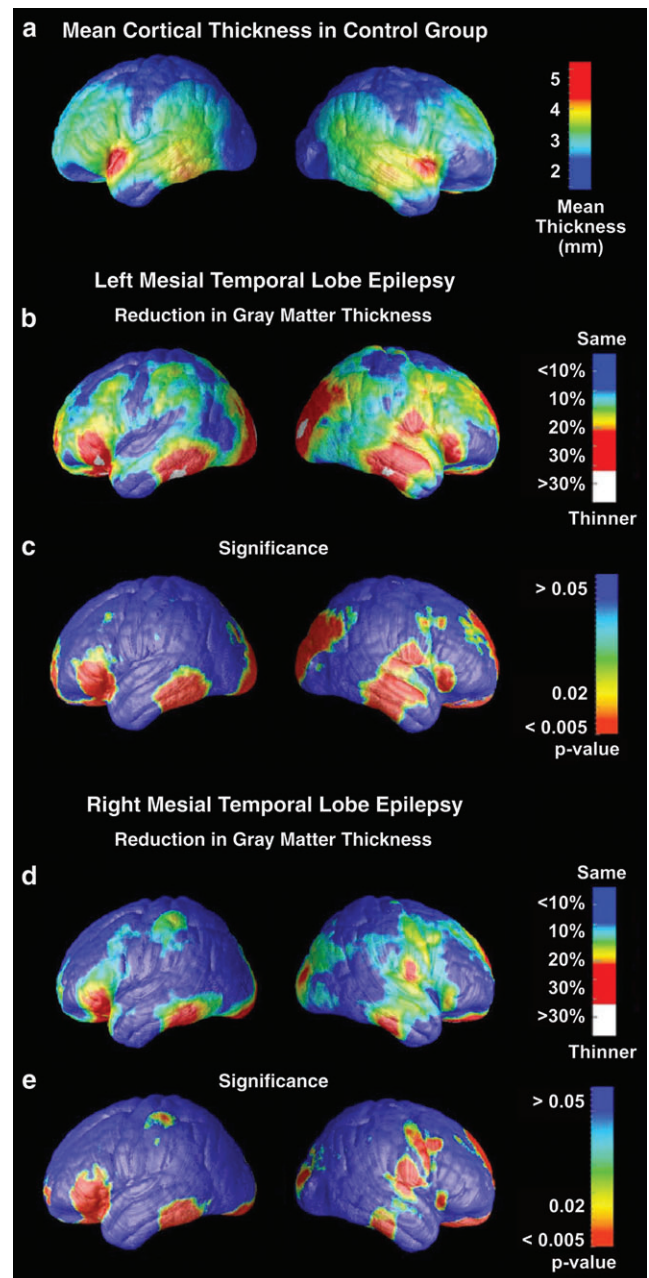 a Mean Cortical Thickness in Control Group
5
4
3
2
Mean
Thickness
(mm)
Left Mesial Temporal Lobe Epilepsy
b Reduction in Gray Matter Thickness
Same
<10%
10%
20%
30%
>30%
Thinner
c Significance
> 0.05
0.02
< 0.005
p-value
Right Mesial Temporal Lobe Epilepsy
Reduction in Gray Matter Thickness
d
Same
<10%
10%
20%
30%
>30%
Thinner
e Significance
> 0.05
0.02
< 0.005
p-value